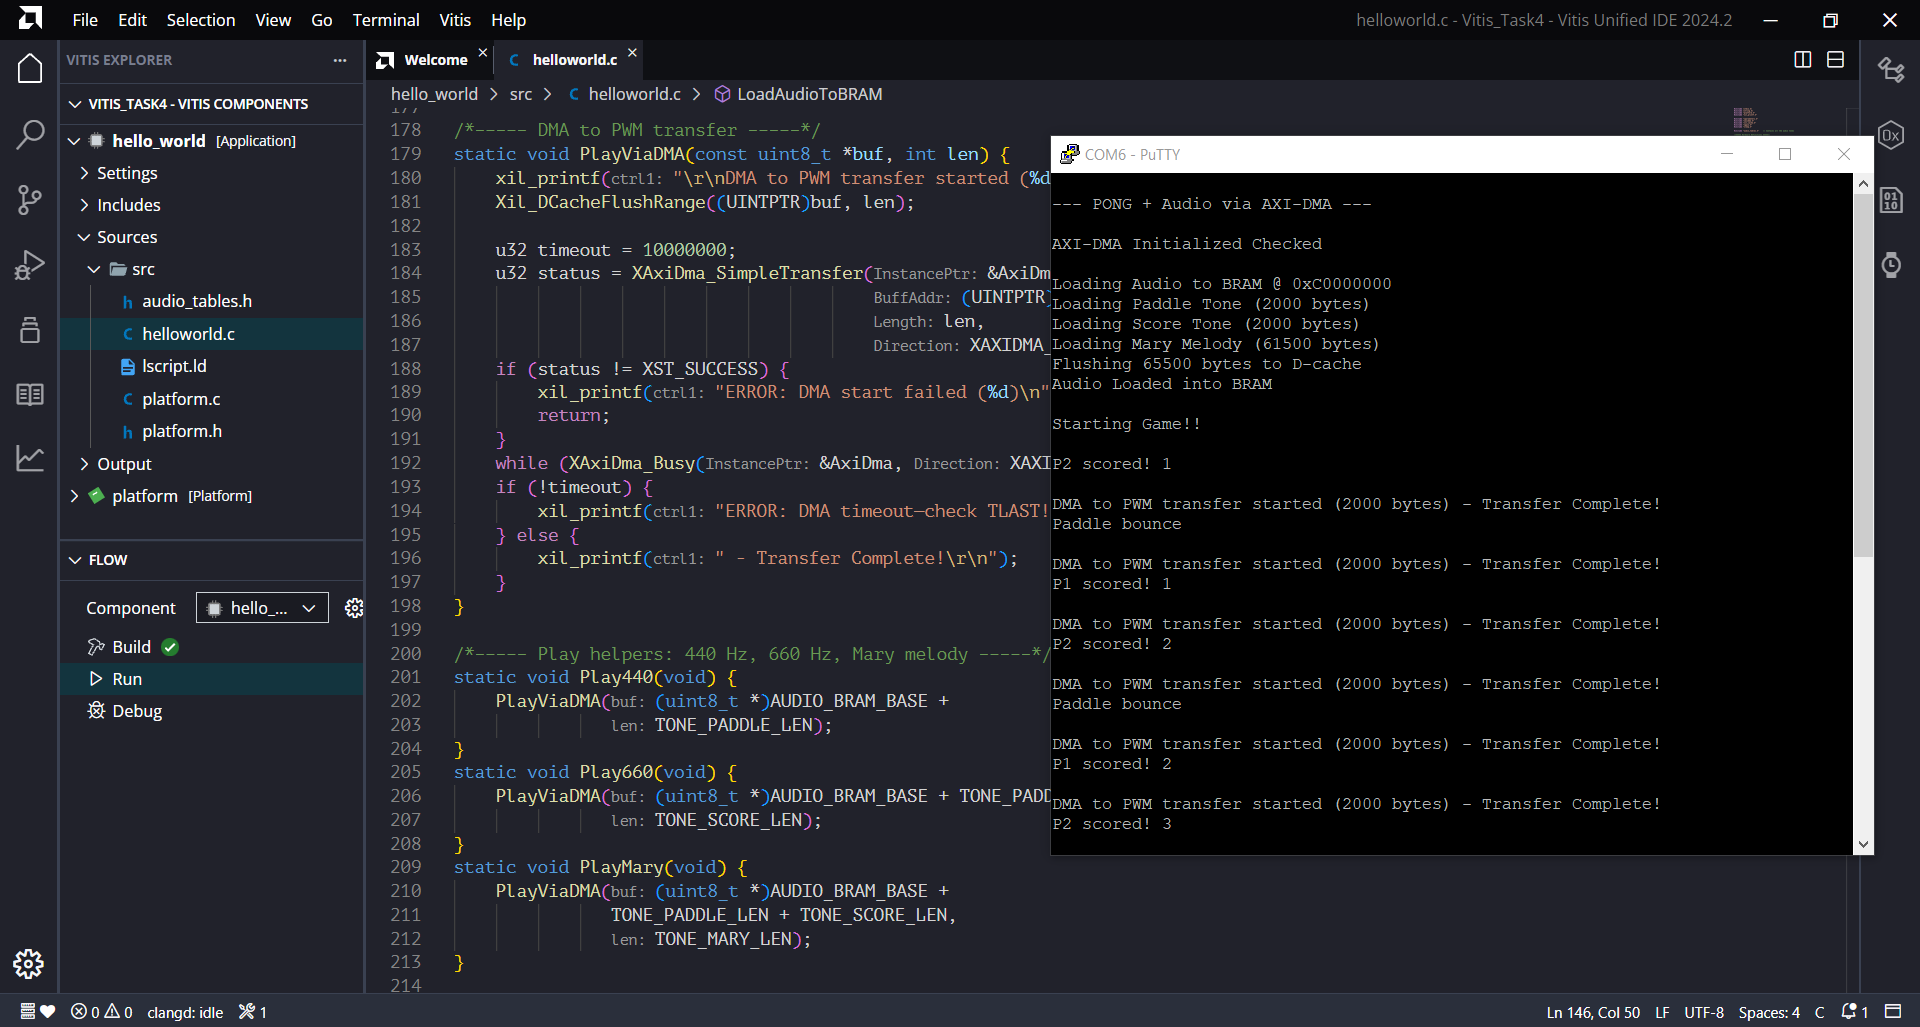 File Edit Selection View Go Terminal Vitis Help
helloworld.c - Vitis_Task4 - Vitis Unified IDE 2024.2
VITIS EXPLORER
VITIS_TASK4 - VITIS COMPONENTS
hello_world [Application]
Settings
Includes
Sources
src
audio_tables.h
helloworld.c
lscript.ld
platform.c
platform.h
Output
platform [Platform]
FLOW
Component hello_...
Build
Run
Debug
Welcome helloworld.c
hello_world > src > C helloworld.c > LoadAudioToBRAM
177
178 /*----- DMA to PWM transfer -----*/
179 static void PlayViaDMA(const uint8_t *buf, int len) {
180 xil_printf(ctrl1: "\r\nDMA to PWM transfer started (%d
181 Xil_DCacheFlushRange((UINTPTR)buf, len);
182
183 u32 timeout = 10000000;
184 u32 status = XAxiDma_SimpleTransfer(InstancePtr: &AxiDm
185 BuffAddr: (UINTPTR)
186 Length: len,
187 Direction: XAXIDMA_
188 if (status != XST_SUCCESS) {
189 xil_printf(ctrl1: "ERROR: DMA start failed (%d)\n"
190 return;
191 }
192 while (XAxiDma_Busy(InstancePtr: &AxiDma, Direction: XAXI
193 if (!timeout) {
194 xil_printf(ctrl1: "ERROR: DMA timeout—check TLAST!
195 } else {
196 xil_printf(ctrl1: " - Transfer Complete!\r\n");
197 }
198 }
199
200 /*----- Play helpers: 440 Hz, 660 Hz, Mary melody -----*/
201 static void Play440(void) {
202 PlayViaDMA(buf: (uint8_t *)AUDIO_BRAM_BASE +
203 len: TONE_PADDLE_LEN);
204 }
205 static void Play660(void) {
206 PlayViaDMA(buf: (uint8_t *)AUDIO_BRAM_BASE + TONE_PADD
207 len: TONE_SCORE_LEN);
208 }
209 static void PlayMary(void) {
210 PlayViaDMA(buf: (uint8_t *)AUDIO_BRAM_BASE +
211 TONE_PADDLE_LEN + TONE_SCORE_LEN,
212 len: TONE_MARY_LEN);
213 }
214
COM6 - PuTTY
--- PONG + Audio via AXI-DMA ---
AXI-DMA Initialized Checked
Loading Audio to BRAM @ 0xC0000000
Loading Paddle Tone (2000 bytes)
Loading Score Tone (2000 bytes)
Loading Mary Melody (61500 bytes)
Flushing 65500 bytes to D-cache
Audio Loaded into BRAM
Starting Game!!
P2 scored! 1
DMA to PWM transfer started (2000 bytes) - Transfer Complete!
Paddle bounce
DMA to PWM transfer started (2000 bytes) - Transfer Complete!
P1 scored! 1
DMA to PWM transfer started (2000 bytes) - Transfer Complete!
P2 scored! 2
DMA to PWM transfer started (2000 bytes) - Transfer Complete!
Paddle bounce
DMA to PWM transfer started (2000 bytes) - Transfer Complete!
P1 scored! 2
DMA to PWM transfer started (2000 bytes) - Transfer Complete!
P2 scored! 3
0 0 clangd: idle 1
Ln 146, Col 50 LF UTF-8 Spaces: 4 C 1